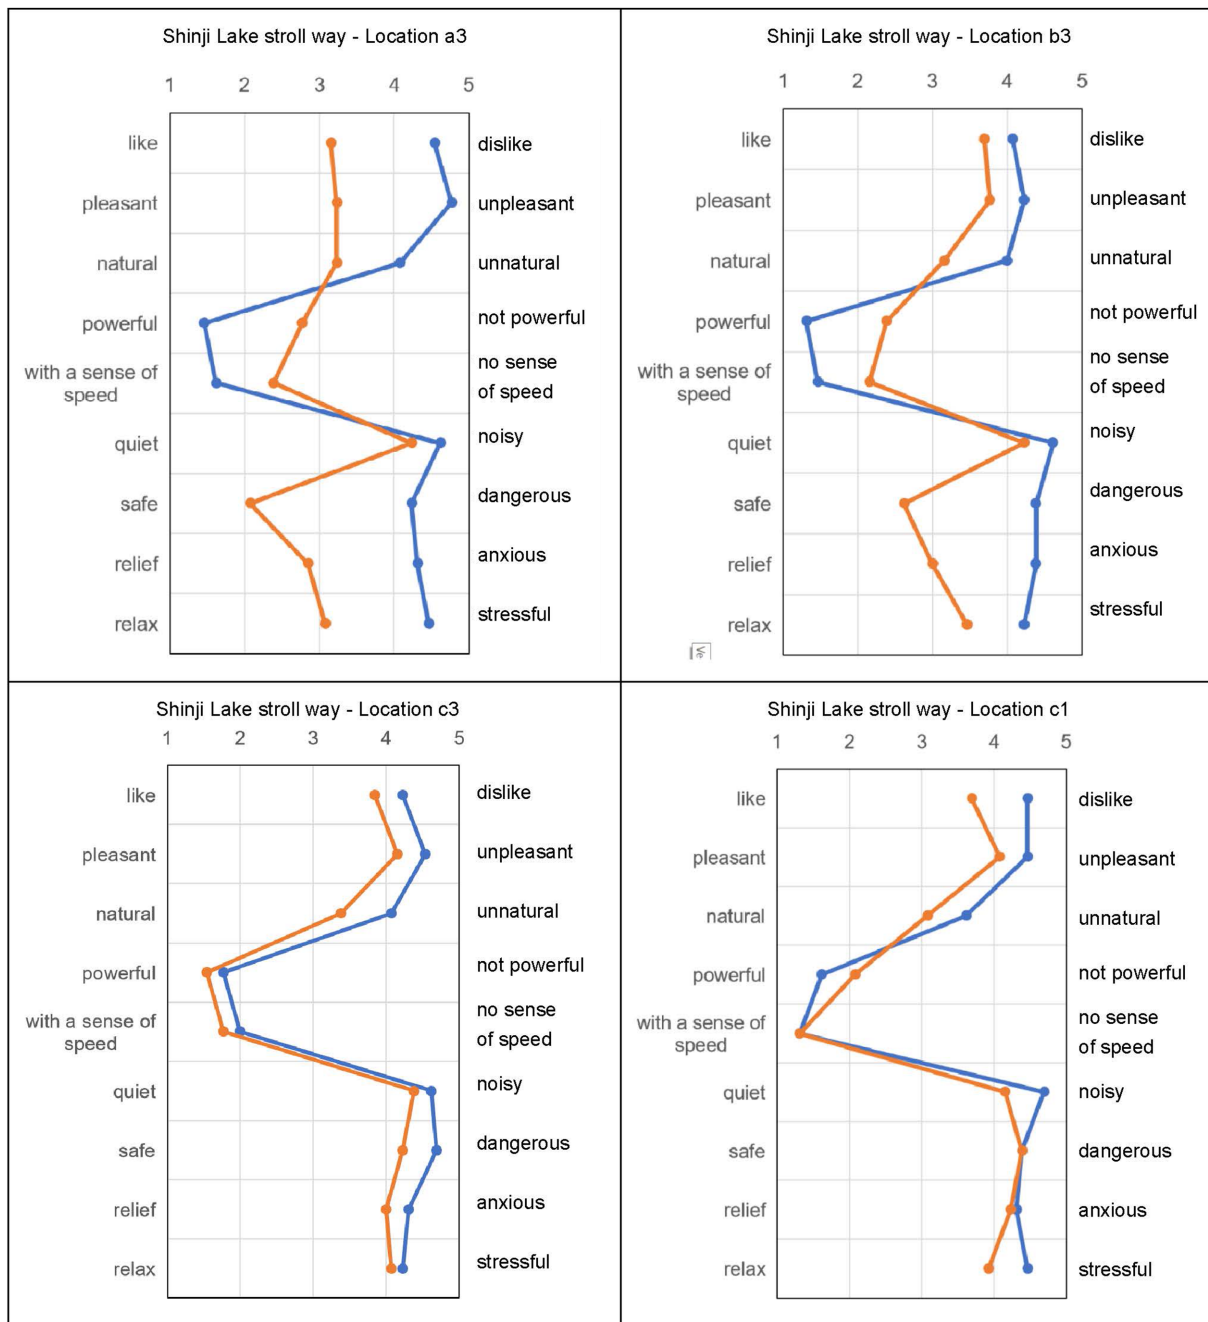 Shinji Lake stroll way - Location a3
1 2 3 4 5
like dislike
pleasant unpleasant
natural unnatural
powerful not powerful
with a sense of speed no sense of speed
quiet noisy
safe dangerous
relief anxious
relax stressful
Shinji Lake stroll way - Location b3
1 2 3 4 5
like dislike
pleasant unpleasant
natural unnatural
powerful not powerful
with a sense of speed no sense of speed
quiet noisy
safe dangerous
relief anxious
relax stressful
Ve
Shinji Lake stroll way - Location c3
1 2 3 4 5
like dislike
pleasant unpleasant
natural unnatural
powerful not powerful
with a sense of speed no sense of speed
quiet noisy
safe dangerous
relief anxious
relax stressful
Shinji Lake stroll way - Location c1
1 2 3 4 5
like dislike
pleasant unpleasant
natural unnatural
powerful not powerful
with a sense of speed no sense of speed
quiet noisy
safe dangerous
relief anxious
relax stressful